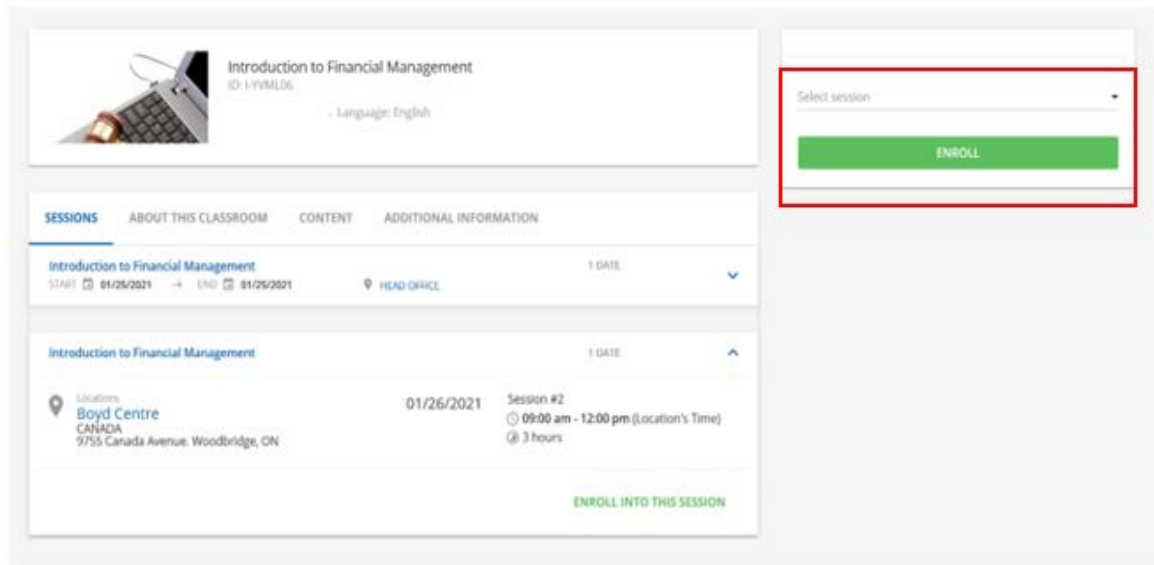 Introduction to Financial Management
ID: I-YVML06
- Language: English
Select session
ENROLL
SESSIONS ABOUT THIS CLASSROOM CONTENT ADDITIONAL INFORMATION
Introduction to Financial Management 1 DATE
START 01/25/2021 → END 01/25/2021 HEAD OFFICE
Introduction to Financial Management 1 DATE
Locations
Boyd Centre
CANADA
9755 Canada Avenue. Woodbridge, ON
01/26/2021
Session #2
09:00 am - 12:00 pm (Location's Time)
3 hours
ENROLL INTO THIS SESSION